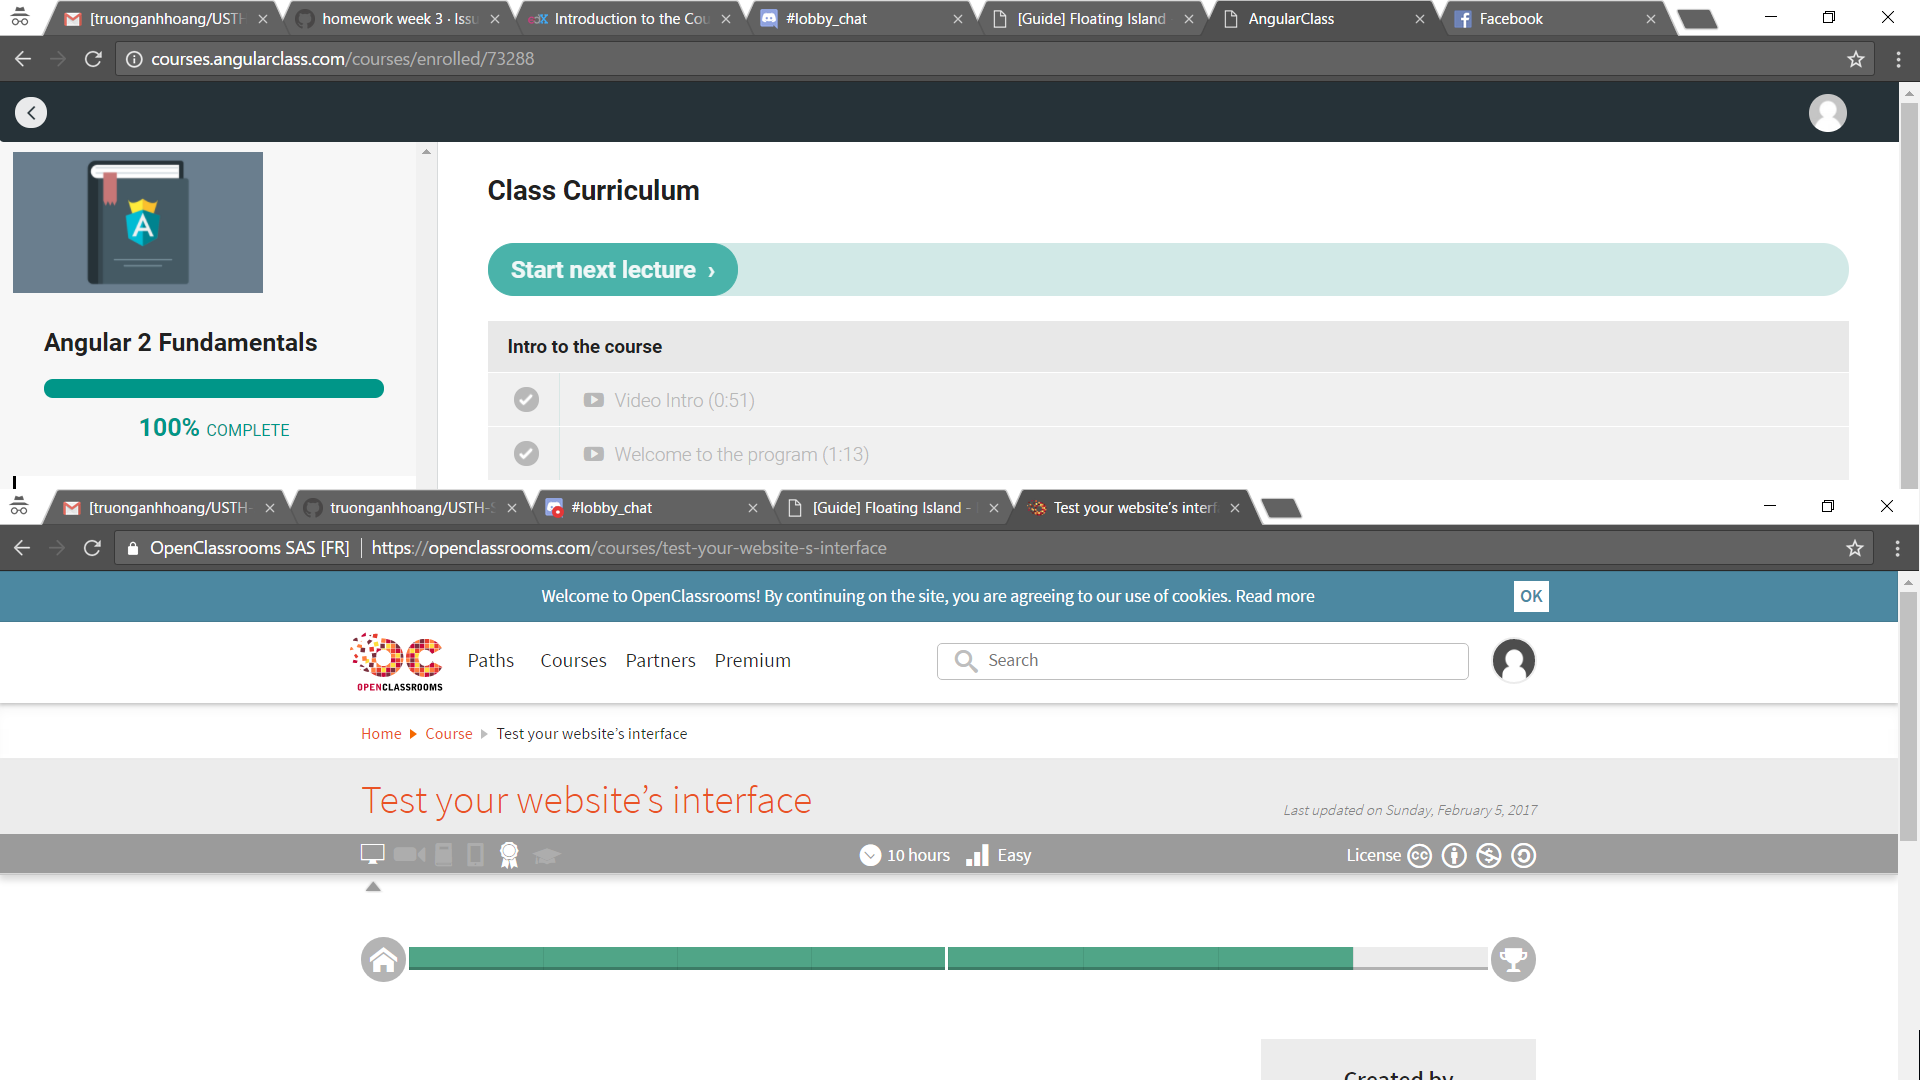 [truonganhhoang/USTH
homework week 3 · Issu
Introduction to the Cou
#lobby_chat
[Guide] Floating Island
AngularClass
Facebook
courses.angularclass.com/courses/enrolled/73288
Class Curriculum
Start next lecture ›
Angular 2 Fundamentals
100% COMPLETE
Intro to the course
Video Intro (0:51)
Welcome to the program (1:13)
[truonganhhoang/USTH-
truonganhhoang/USTH-S
#lobby_chat
[Guide] Floating Island -
Test your website's interf
OpenClassrooms SAS [FR] https://openclassrooms.com/courses/test-your-website-s-interface
Welcome to OpenClassrooms! By continuing on the site, you are agreeing to our use of cookies. Read more
OK
OC
OPENCLASSROOMS
Paths Courses Partners Premium
Search
Home Course Test your website's interface
Test your website's interface
Last updated on Sunday, February 5, 2017
10 hours Easy
License
Created by